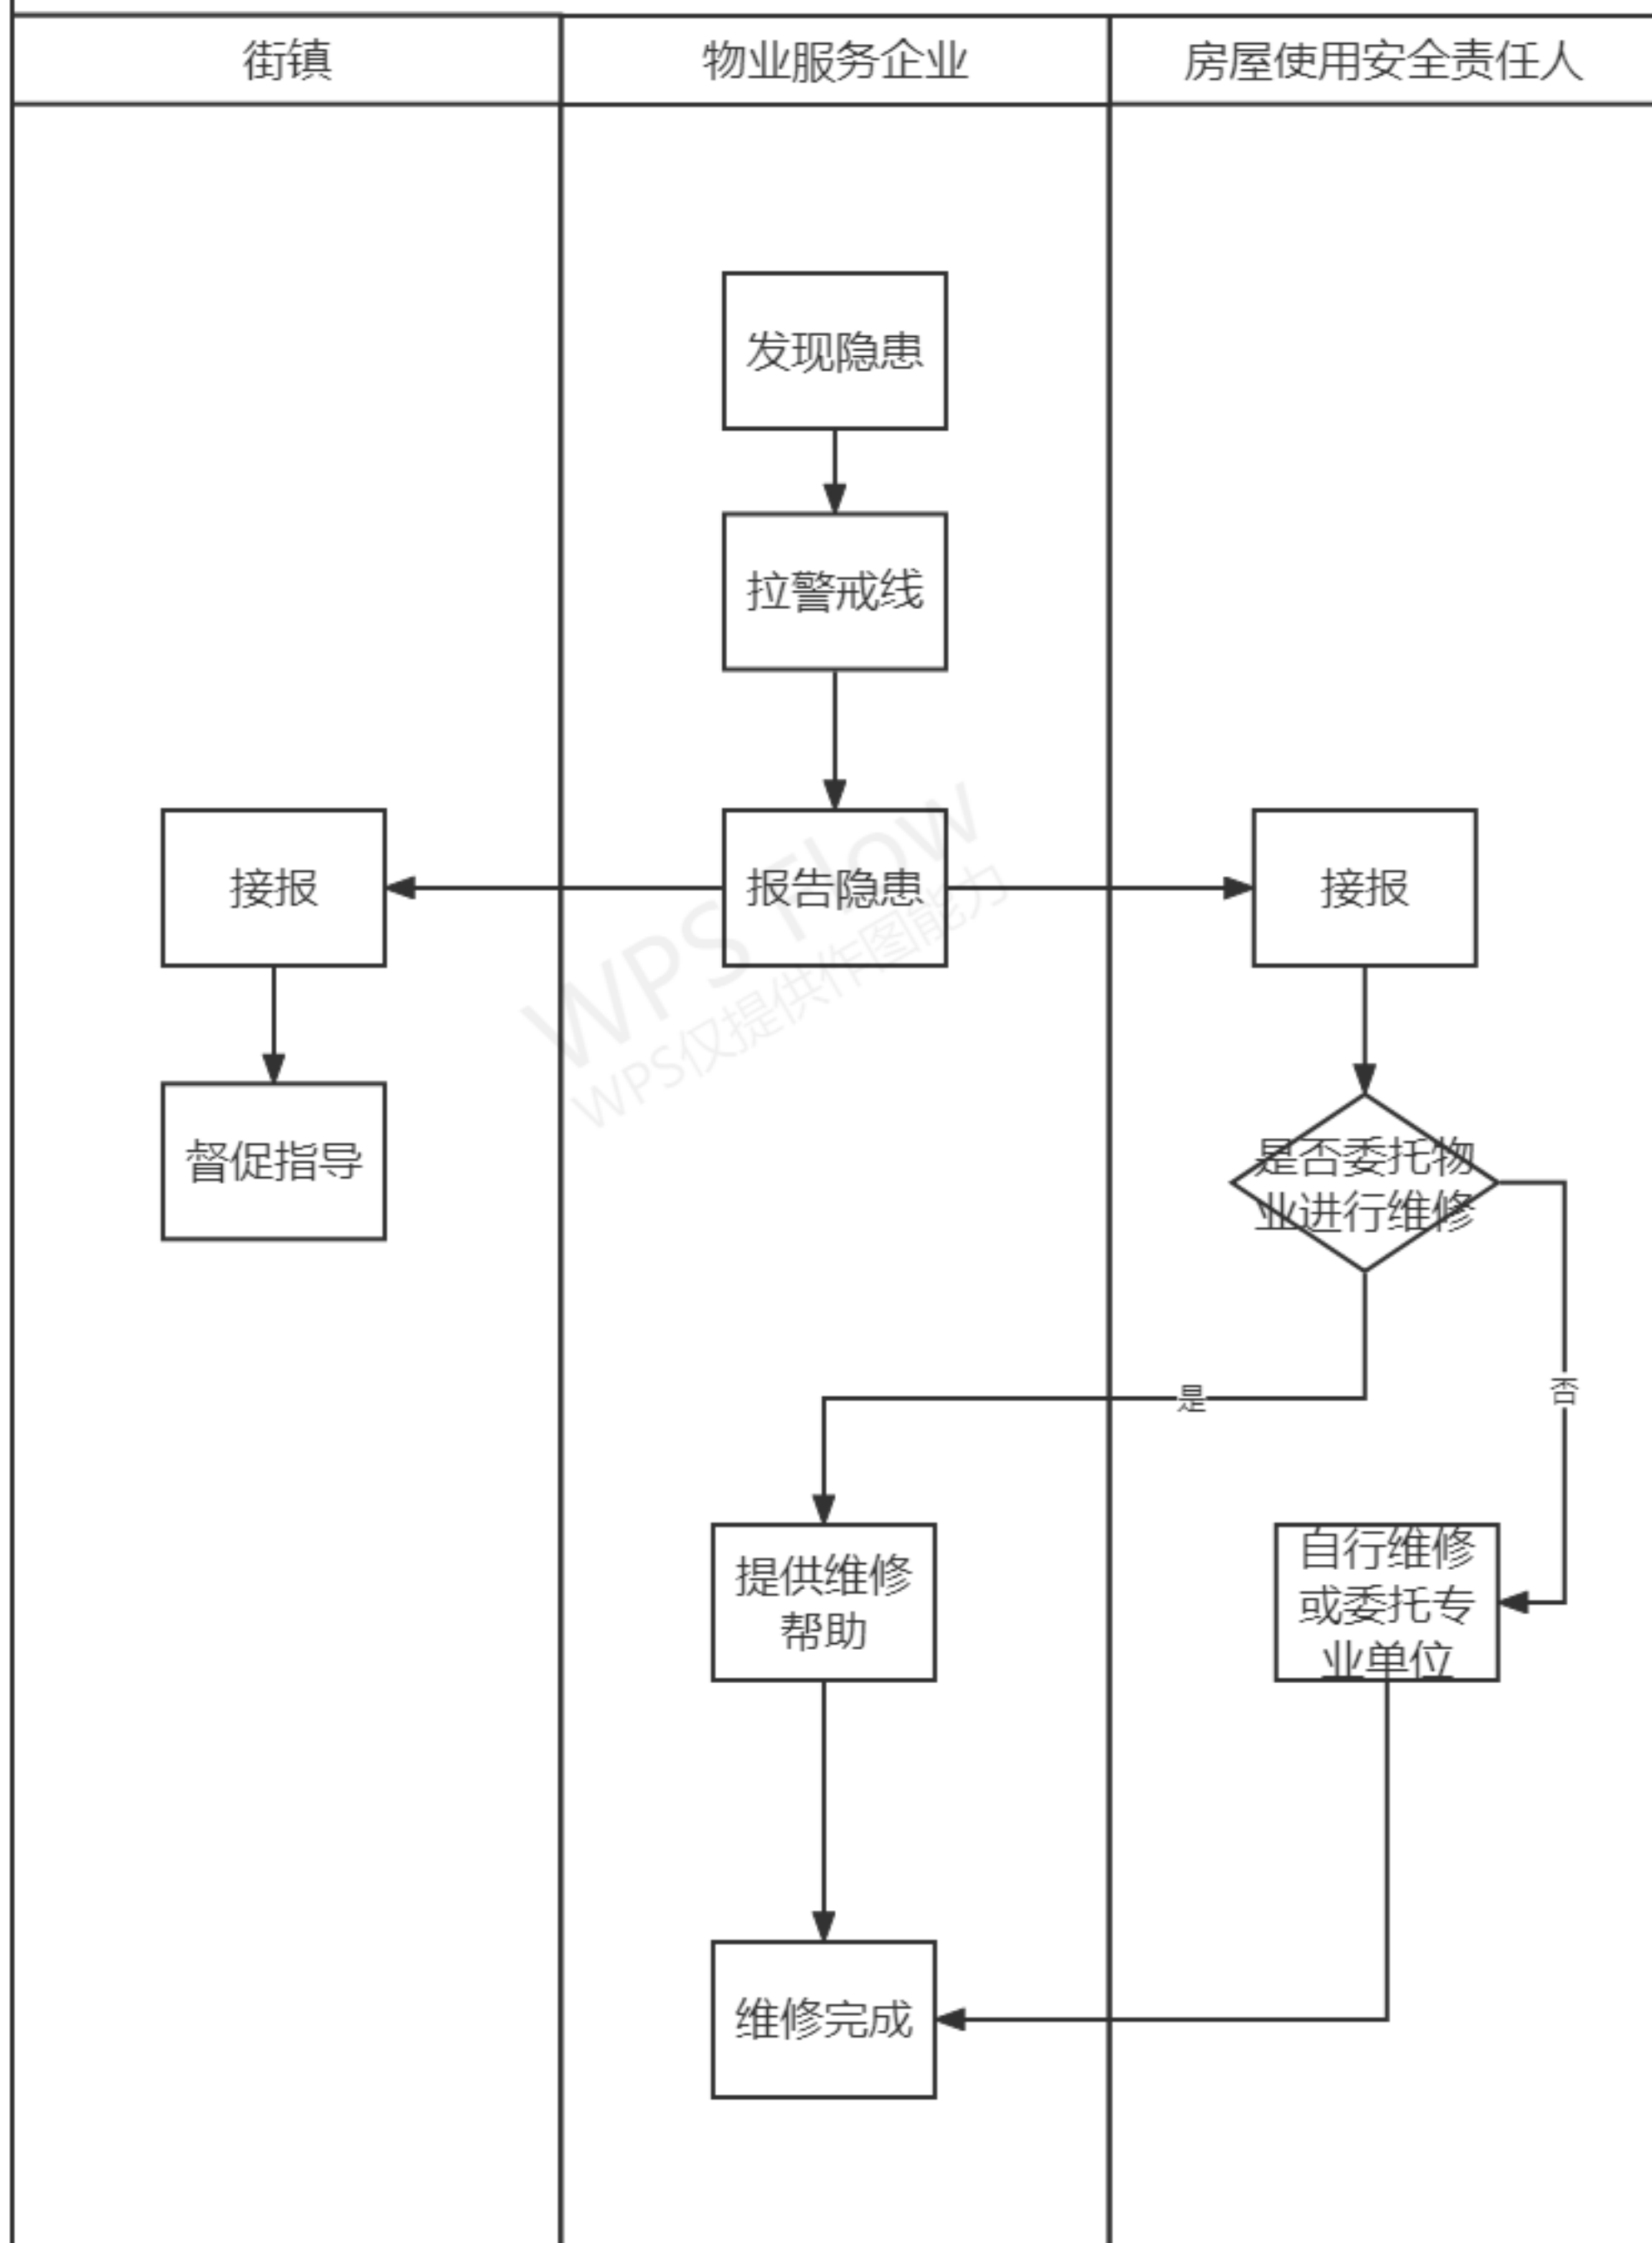 街镇
物业服务企业
房屋使用安全责任人
发现隐患
拉警戒线
接报
报告隐患
接报
WPS Flow
WPS仅提供作图能力
督促指导
是否委托物
业进行维修
是
否
提供维修
帮助
自行维修
或委托专
业单位
维修完成